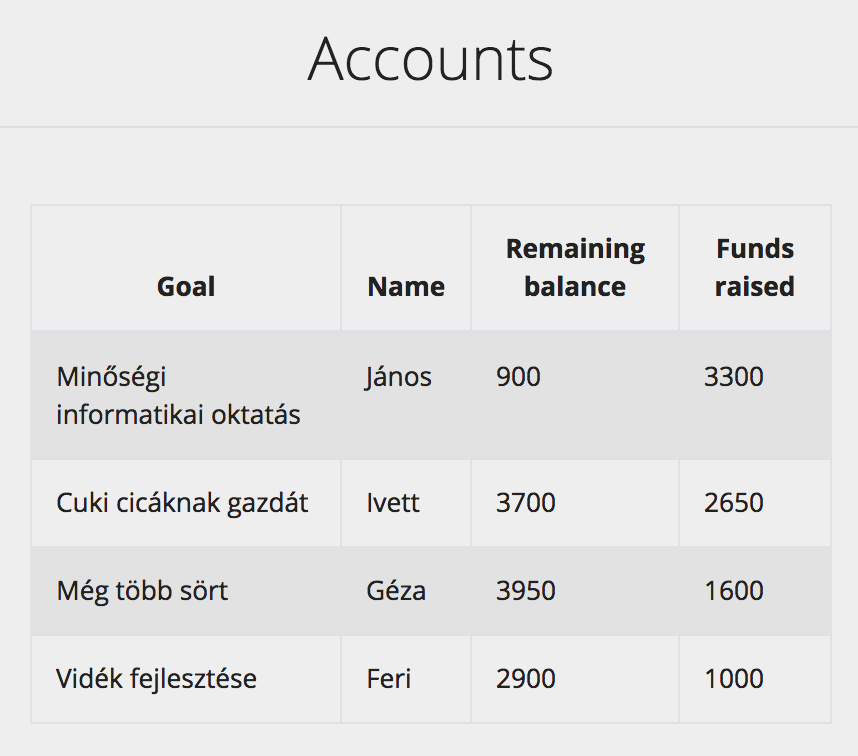 Accounts
Goal Name Remaining balance Funds raised
Minőségi informatikai oktatás János 900 3300
Cuki cicáknak gazdát Ivett 3700 2650
Még több sört Géza 3950 1600
Vidék fejlesztése Feri 2900 1000